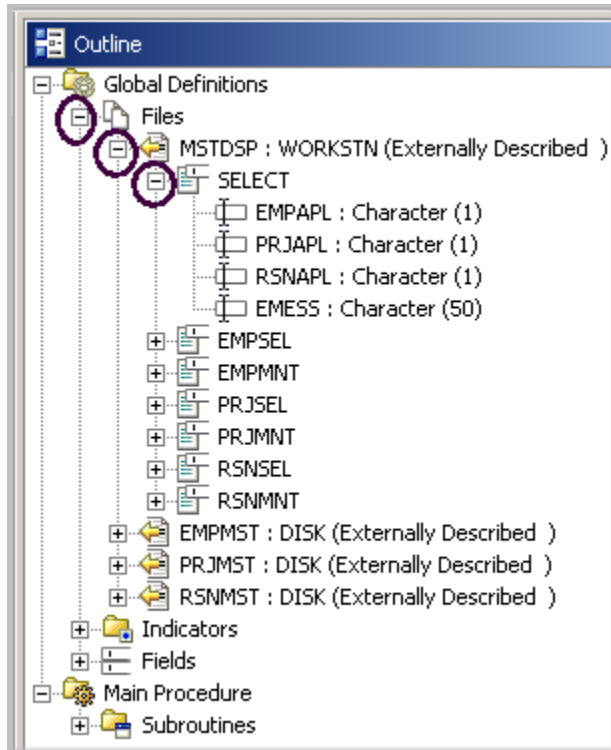 Outline
Global Definitions
Files
MSTDSP : WORKSTN (Externally Described )
SELECT
EMPAPL : Character (1)
PRJAPL : Character (1)
RSNAPL : Character (1)
EMESS : Character (50)
EMPSEL
EMPMNT
PRJSEL
PRJMNT
RSNSEL
RSNMNT
EMPMST : DISK (Externally Described )
PRJMST : DISK (Externally Described )
RSNMST : DISK (Externally Described )
Indicators
Fields
Main Procedure
Subroutines